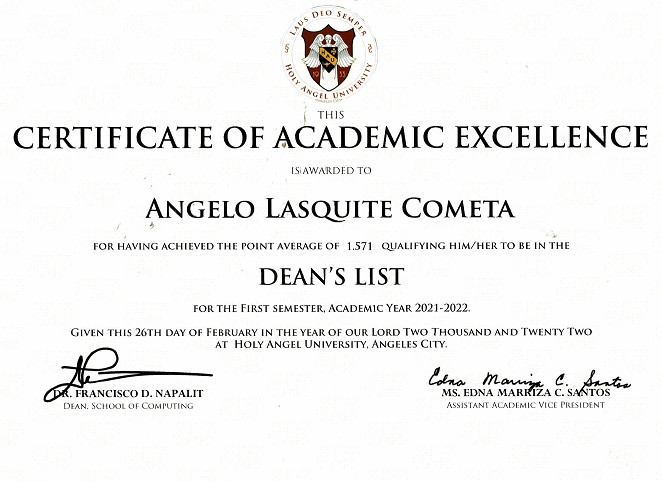 LAUS DEO SEMPER
HOLY ANGEL UNIVERSITY
1933
THIS
CERTIFICATE OF ACADEMIC EXCELLENCE
IS AWARDED TO
ANGELO LASQUITE COMETA
FOR HAVING ACHIEVED THE POINT AVERAGE OF 1.571 QUALIFYING HIM/HER TO BE IN THE
DEAN'S LIST
FOR THE FIRST SEMESTER, ACADEMIC YEAR 2021-2022.
GIVEN THIS 26TH DAY OF FEBRUARY IN THE YEAR OF OUR LORD TWO THOUSAND AND TWENTY TWO
AT HOLY ANGEL UNIVERSITY, ANGELES CITY.
DR. FRANCISCO D. NAPALIT
DEAN, SCHOOL OF COMPUTING
Edna Marriza C. Santos
MS. EDNA MARRIZA C. SANTOS
ASSISTANT ACADEMIC VICE PRESIDENT